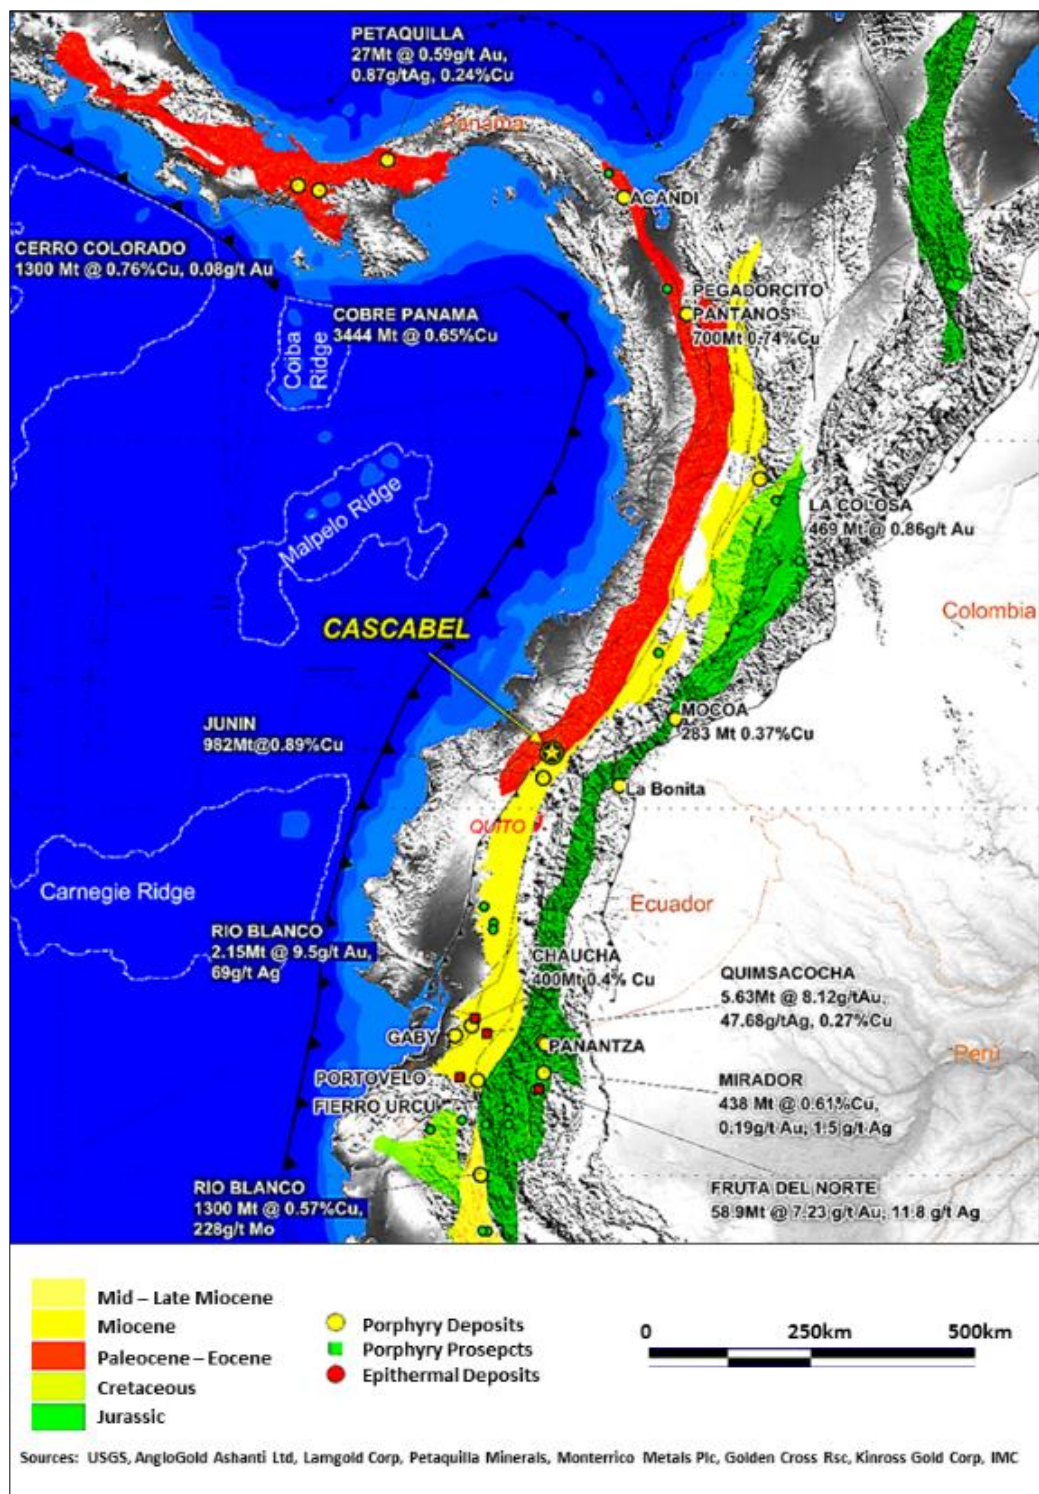 PETAQUILLA
27Mt @ 0.59g/t Au,
0.87g/tAg, 0.24%Cu
Panama
ACANDI
CERRO COLORADO
1300 Mt @ 0.76%Cu, 0.08g/t Au
COBRE PANAMA
3444 Mt @ 0.65%Cu
Coiba
Ridge
PEGADORCITO
PANTANOS
700Mt 0.74%Cu
Malpelo Ridge
LA COLOSA
469 Mt @ 0.86g/t Au
Colombia
CASCABEL
MOCOA
283 Mt 0.37%Cu
JUNIN
982Mt@0.89%Cu
La Bonita
QUITO
Carnegie Ridge
Ecuador
RIO BLANCO
2.15Mt @ 9.5g/t Au,
69g/t Ag
CHAUCHA
400Mt 0.4% Cu
QUIMSACOCHA
5.63Mt @ 8.12g/tAu,
47.68g/tAg, 0.27%Cu
GABY
PANANTZA
Perú
PORTOVELO
FIERRO URCU
MIRADOR
438 Mt @ 0.61%Cu,
0.19g/t Au, 1.5 g/t Ag
RIO BLANCO
1300 Mt @ 0.57%Cu,
228g/t Mo
FRUTA DEL NORTE
58.9Mt @ 7.23 g/t Au, 11.8 g/t Ag
Mid – Late Miocene
Miocene
Paleocene – Eocene
Cretaceous
Jurassic
Porphyry Deposits
Porphyry Prosepcts
Epithermal Deposits
0 250km 500km
Sources: USGS, AngloGold Ashanti Ltd, Lamgold Corp, Petaquilla Minerals, Monterrico Metals Plc, Golden Cross Rsc, Kinross Gold Corp, IMC